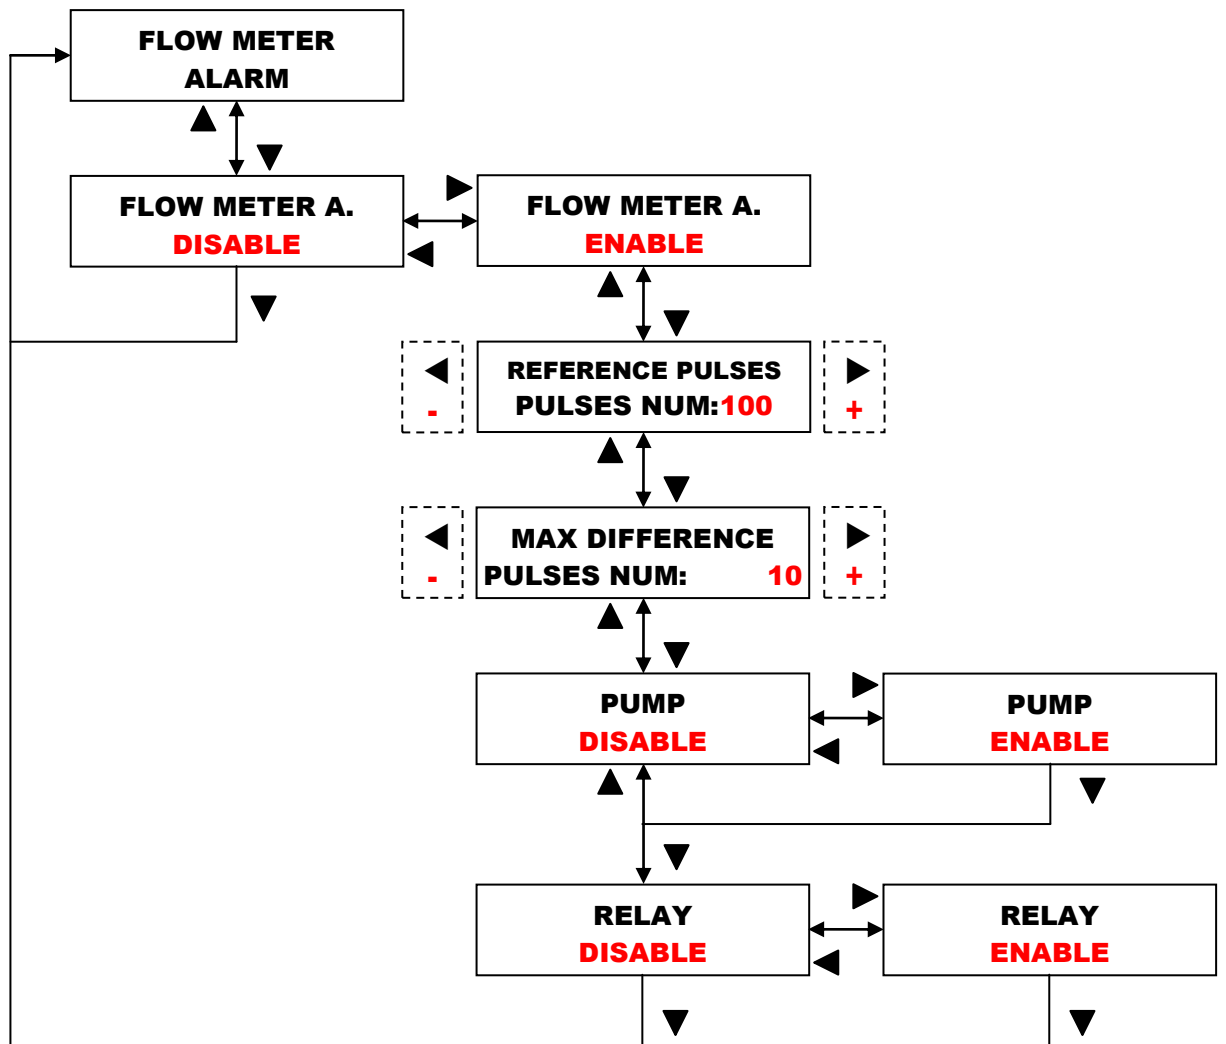 FLOW METER
ALARM
FLOW METER A.
DISABLE
FLOW METER A.
ENABLE
REFERENCE PULSES
PULSES NUM:100
-
+
MAX DIFFERENCE
PULSES NUM: 10
-
+
PUMP
DISABLE
PUMP
ENABLE
RELAY
DISABLE
RELAY
ENABLE